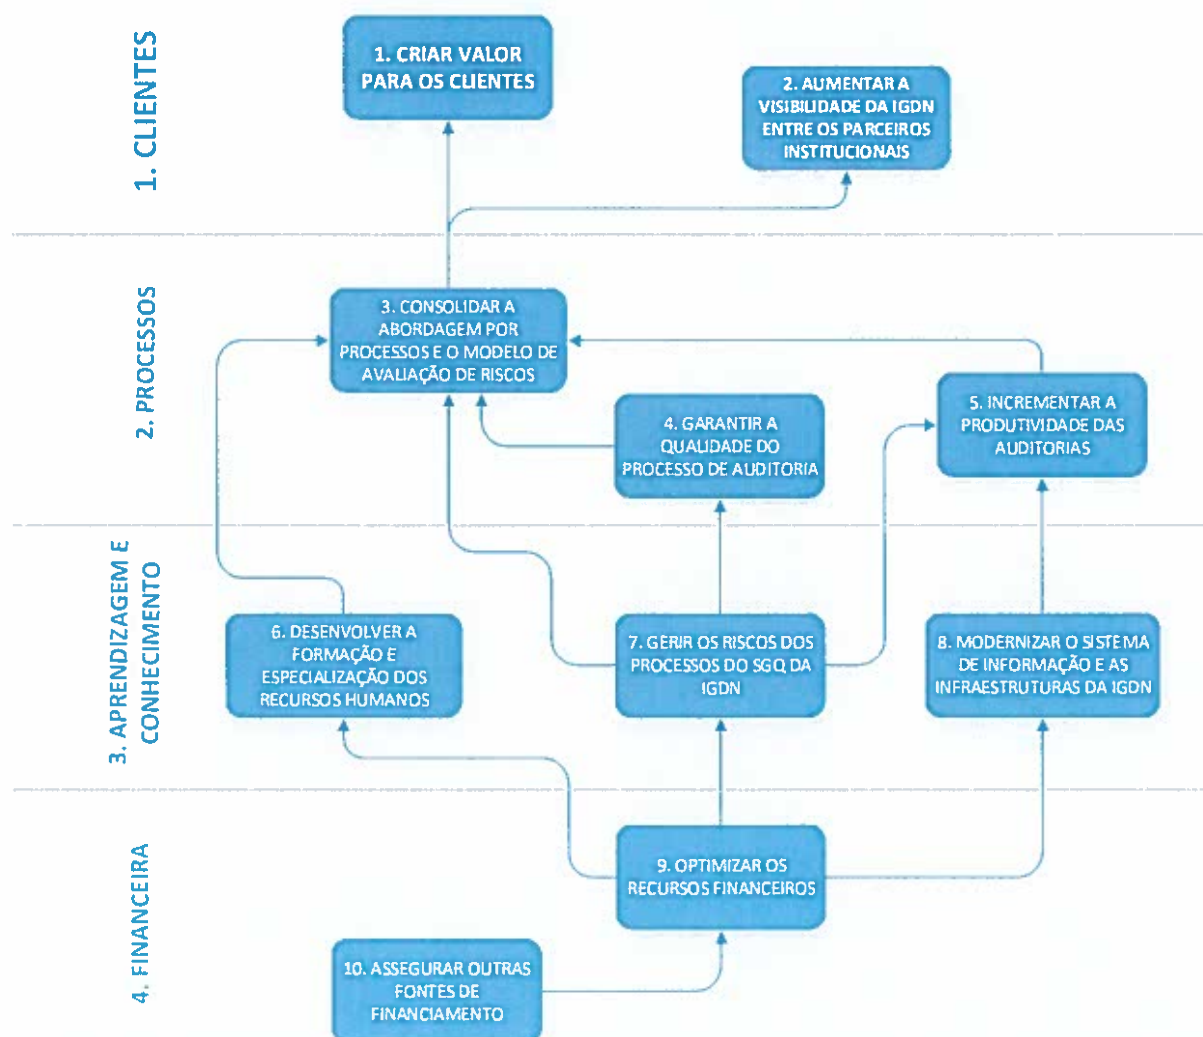 1. CLIENTES
1. CRIAR VALOR
PARA OS CLIENTES
2. AUMENTAR A
VISIBILIDADE DA IGDN
ENTRE OS PARCEIROS
INSTITUCIONAIS
2. PROCESSOS
3. CONSOLIDAR A
ABORDAGEM POR
PROCESSOS E O MODELO DE
AVALIAÇÃO DE RISCOS
4. GARANTIR A
QUALIDADE DO
PROCESSO DE AUDITORIA
5. INCREMENTAR A
PRODUTIVIDADE DAS
AUDITORIAS
3. APRENDIZAGEM E
CONHECIMENTO
6. DESENVOLVER A
FORMAÇÃO E
ESPECIALIZAÇÃO DOS
RECURSOS HUMANOS
7. GERIR OS RISCOS DOS
PROCESSOS DO SGQ DA
IGDN
8. MODERNIZAR O SISTEMA
DE INFORMAÇÃO E AS
INFRAESTRUTURAS DA IGDN
4. FINANCEIRA
9. OPTIMIZAR OS
RECURSOS FINANCEIROS
10. ASSEGURAR OUTRAS
FONTES DE
FINANCIAMENTO